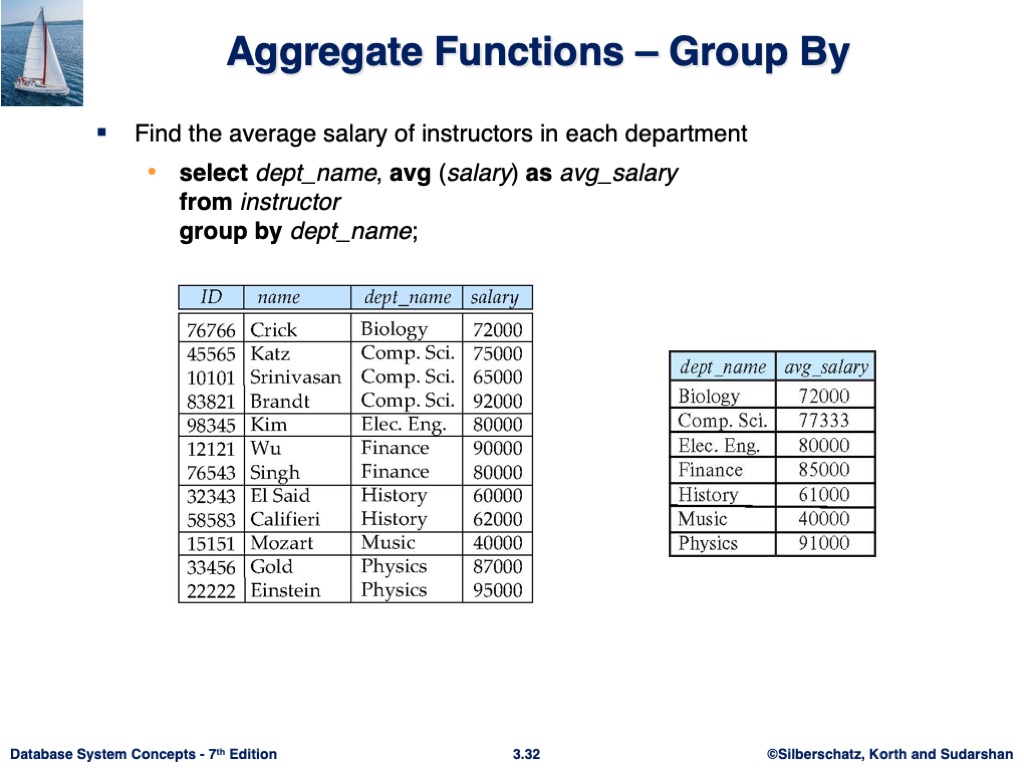 Aggregate Functions – Group By
▪ Find the average salary of instructors in each department
• select dept_name, avg (salary) as avg_salary
from instructor
group by dept_name;
ID name dept_name salary
76766 Crick Biology 72000
45565 Katz Comp. Sci. 75000
10101 Srinivasan Comp. Sci. 65000
83821 Brandt Comp. Sci. 92000
98345 Kim Elec. Eng. 80000
12121 Wu Finance 90000
76543 Singh Finance 80000
32343 El Said History 60000
58583 Califieri History 62000
15151 Mozart Music 40000
33456 Gold Physics 87000
22222 Einstein Physics 95000
dept_name avg_salary
Biology 72000
Comp. Sci. 77333
Elec. Eng. 80000
Finance 85000
History 61000
Music 40000
Physics 91000
Database System Concepts - 7th Edition 3.32 ©Silberschatz, Korth and Sudarshan